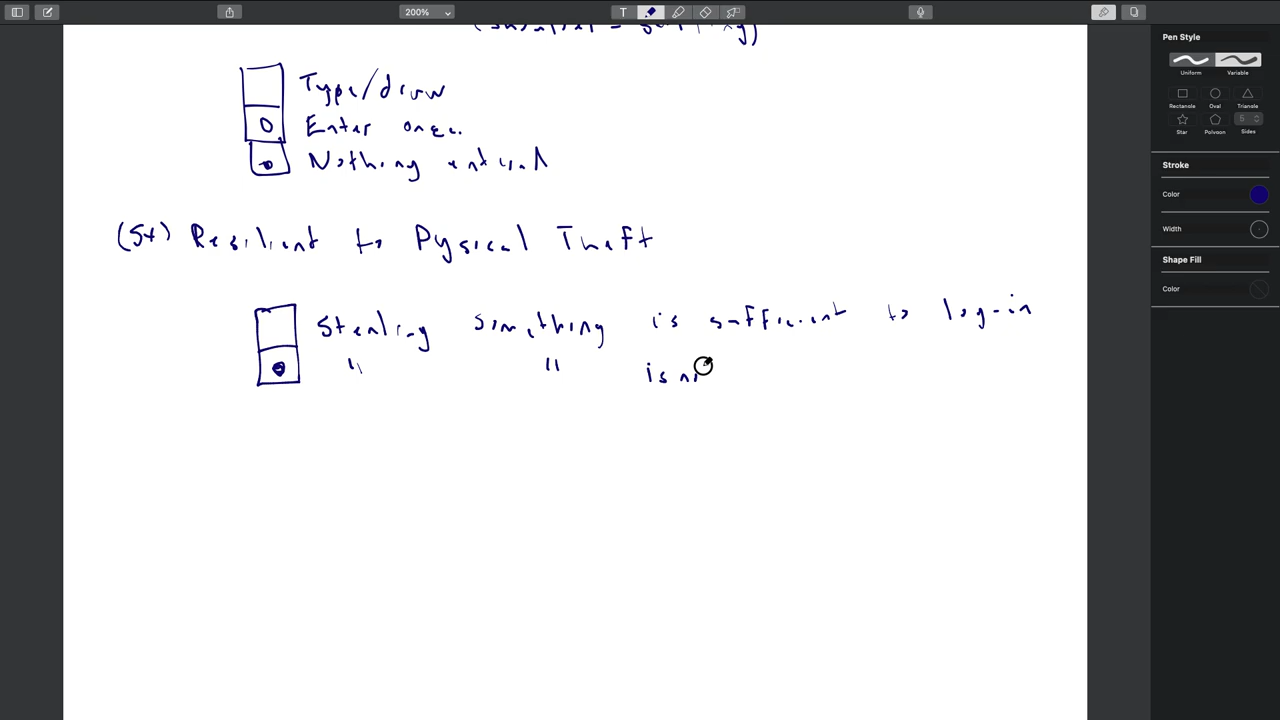 200%
T
Type/draw
Enter once.
Nothing entered
(S+) Resilient to Pysical Theft
Stealing something is sufficient to log-in
" " is n
Pen Style
Uniform Variable
Rectangle Oval Triangle
Star Polygon 5 Sides
Stroke
Color
Width
Shape Fill
Color